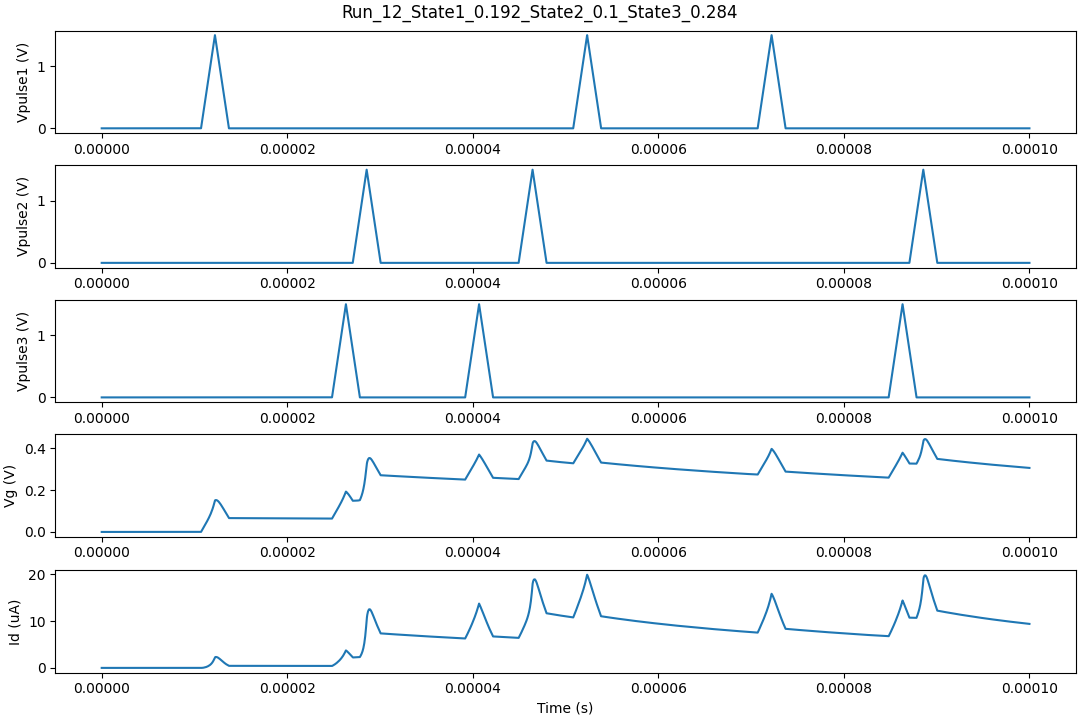 Run_12_State1_0.192_State2_0.1_State3_0.284
Vpulse1 (V)
1
0
0.00000 0.00002 0.00004 0.00006 0.00008 0.00010
Vpulse2 (V)
1
0
0.00000 0.00002 0.00004 0.00006 0.00008 0.00010
Vpulse3 (V)
1
0
0.00000 0.00002 0.00004 0.00006 0.00008 0.00010
Vg (V)
0.4
0.2
0.0
0.00000 0.00002 0.00004 0.00006 0.00008 0.00010
Id (uA)
20
10
0
0.00000 0.00002 0.00004 0.00006 0.00008 0.00010
Time (s)